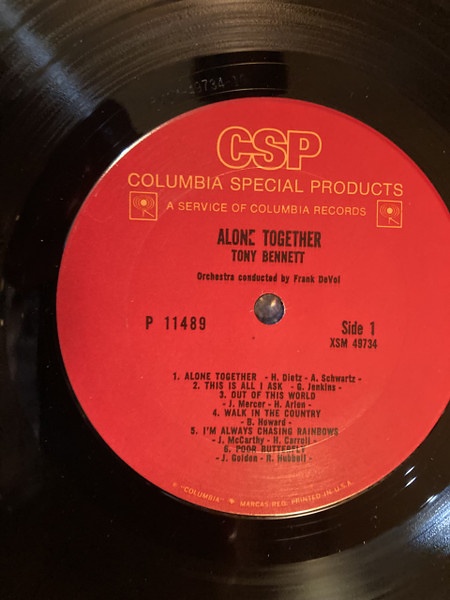 CSP
COLUMBIA SPECIAL PRODUCTS
A SERVICE OF COLUMBIA RECORDS
ALONE TOGETHER
TONY BENNETT
Orchestra conducted by Frank DeVol
P 11489
Side 1
XSM 49734
1. ALONE TOGETHER - H. Dietz - A. Schwartz -
2. THIS IS ALL I ASK - G. Jenkins -
3. OUT OF THIS WORLD
- J. Mercer - H. Arlen -
4. WALK IN THE COUNTRY
- B. Howard -
5. I'M ALWAYS CHASING RAINBOWS
- J. McCarthy - H. Carroll -
6. POOR BUTTERFLY
- J. Golden - R. Hubbell -
® "COLUMBIA" MARCAS REG. PRINTED IN U.S.A.